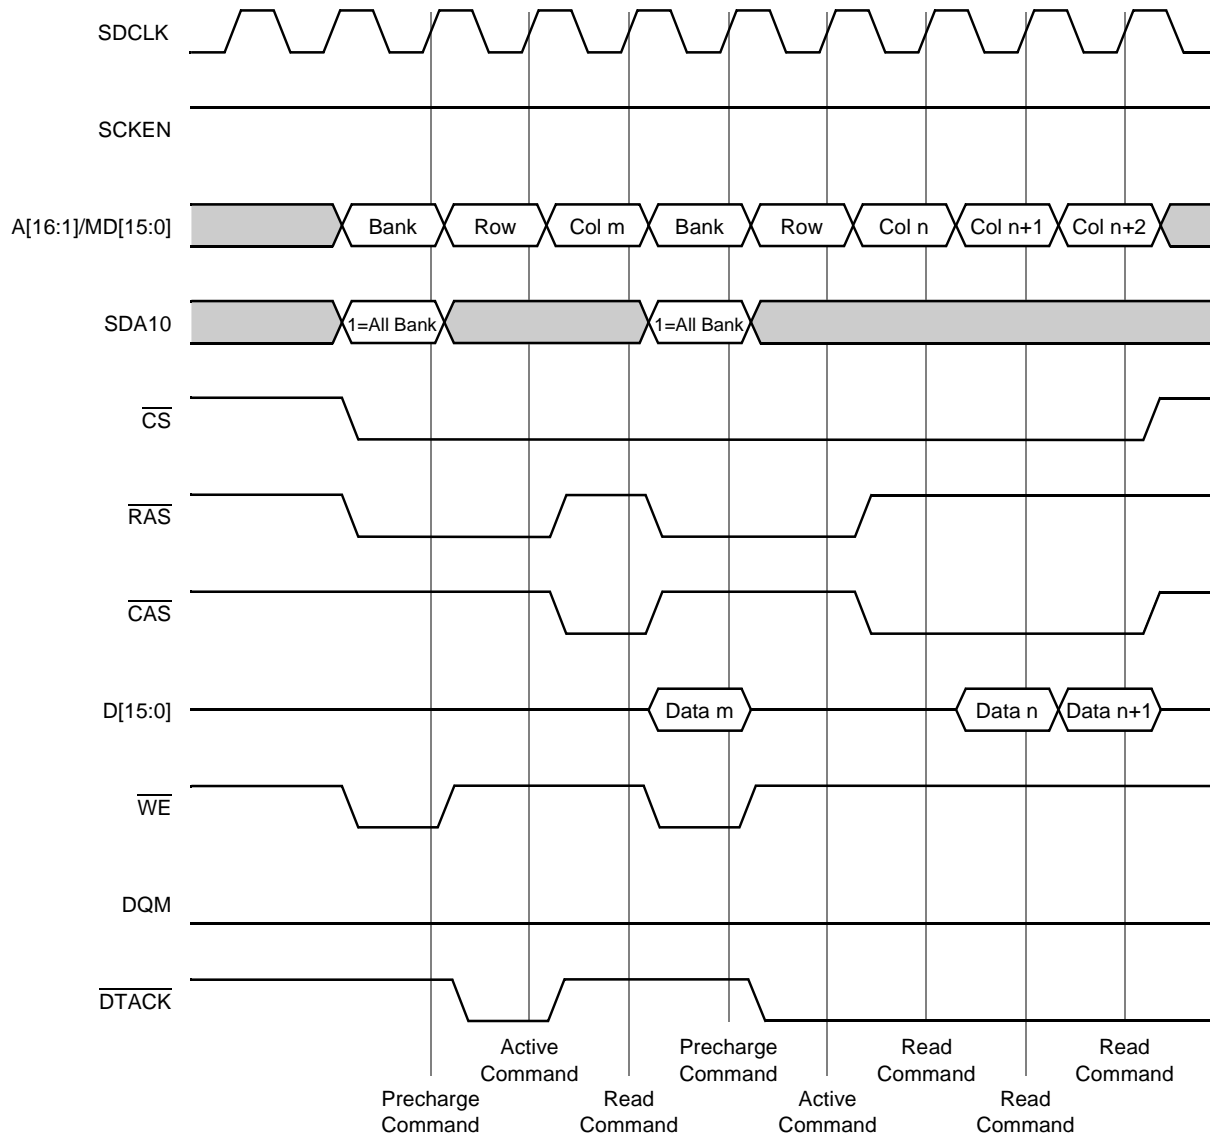 SDCLK
SCKEN
A[16:1]/MD[15:0]
Bank
Row
Col m
Bank
Row
Col n
Col n+1
Col n+2
SDA10
1=All Bank
1=All Bank
CS
RAS
CAS
D[15:0]
Data m
Data n
Data n+1
WE
DQM
DTACK
Active
Command
Precharge
Command
Read
Command
Read
Command
Precharge
Command
Read
Command
Active
Command
Read
Command